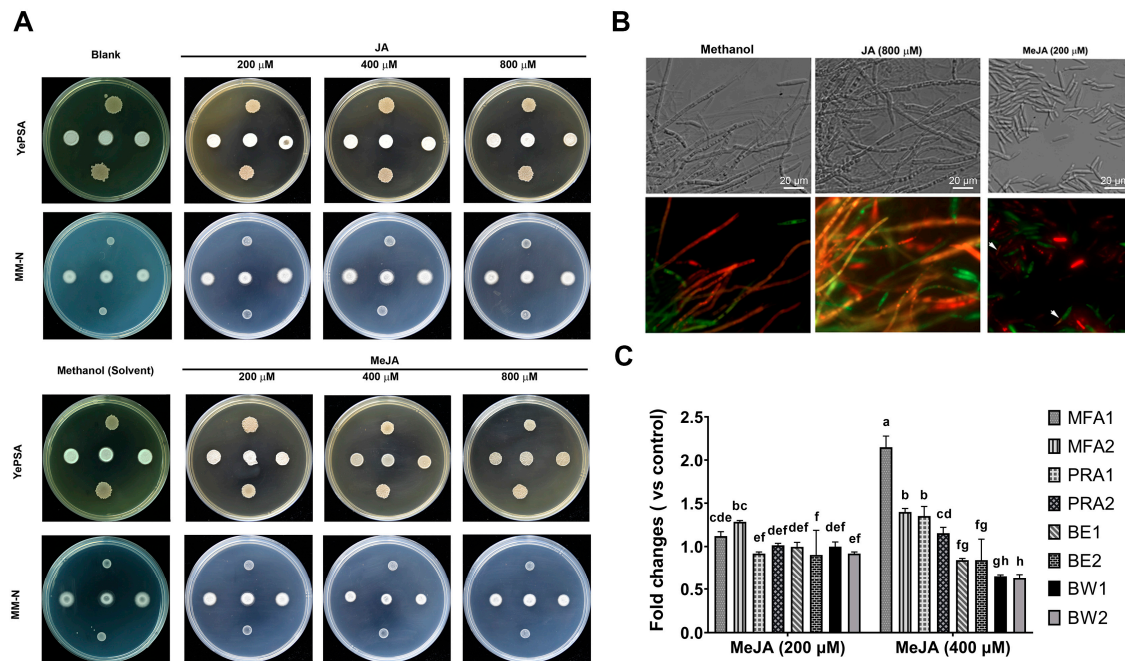 A
Blank
JA
200 μM
400 μM
800 μM
YePSA
MM-N
Methanol (Solvent)
MeJA
200 μM
400 μM
800 μM
YePSA
MM-N
B
Methanol
JA (800 μM)
MeJA (200 μM)
20 μm
20 μm
20 μm
C
Fold changes ( vs control)
2.5
2.0
1.5
1.0
0.5
0.0
cde
bc
ef
def
def
f
def
ef
a
b
b
cd
fg
fg
gh
h
MeJA (200 μM)
MeJA (400 μM)
MFA1
MFA2
PRA1
PRA2
BE1
BE2
BW1
BW2